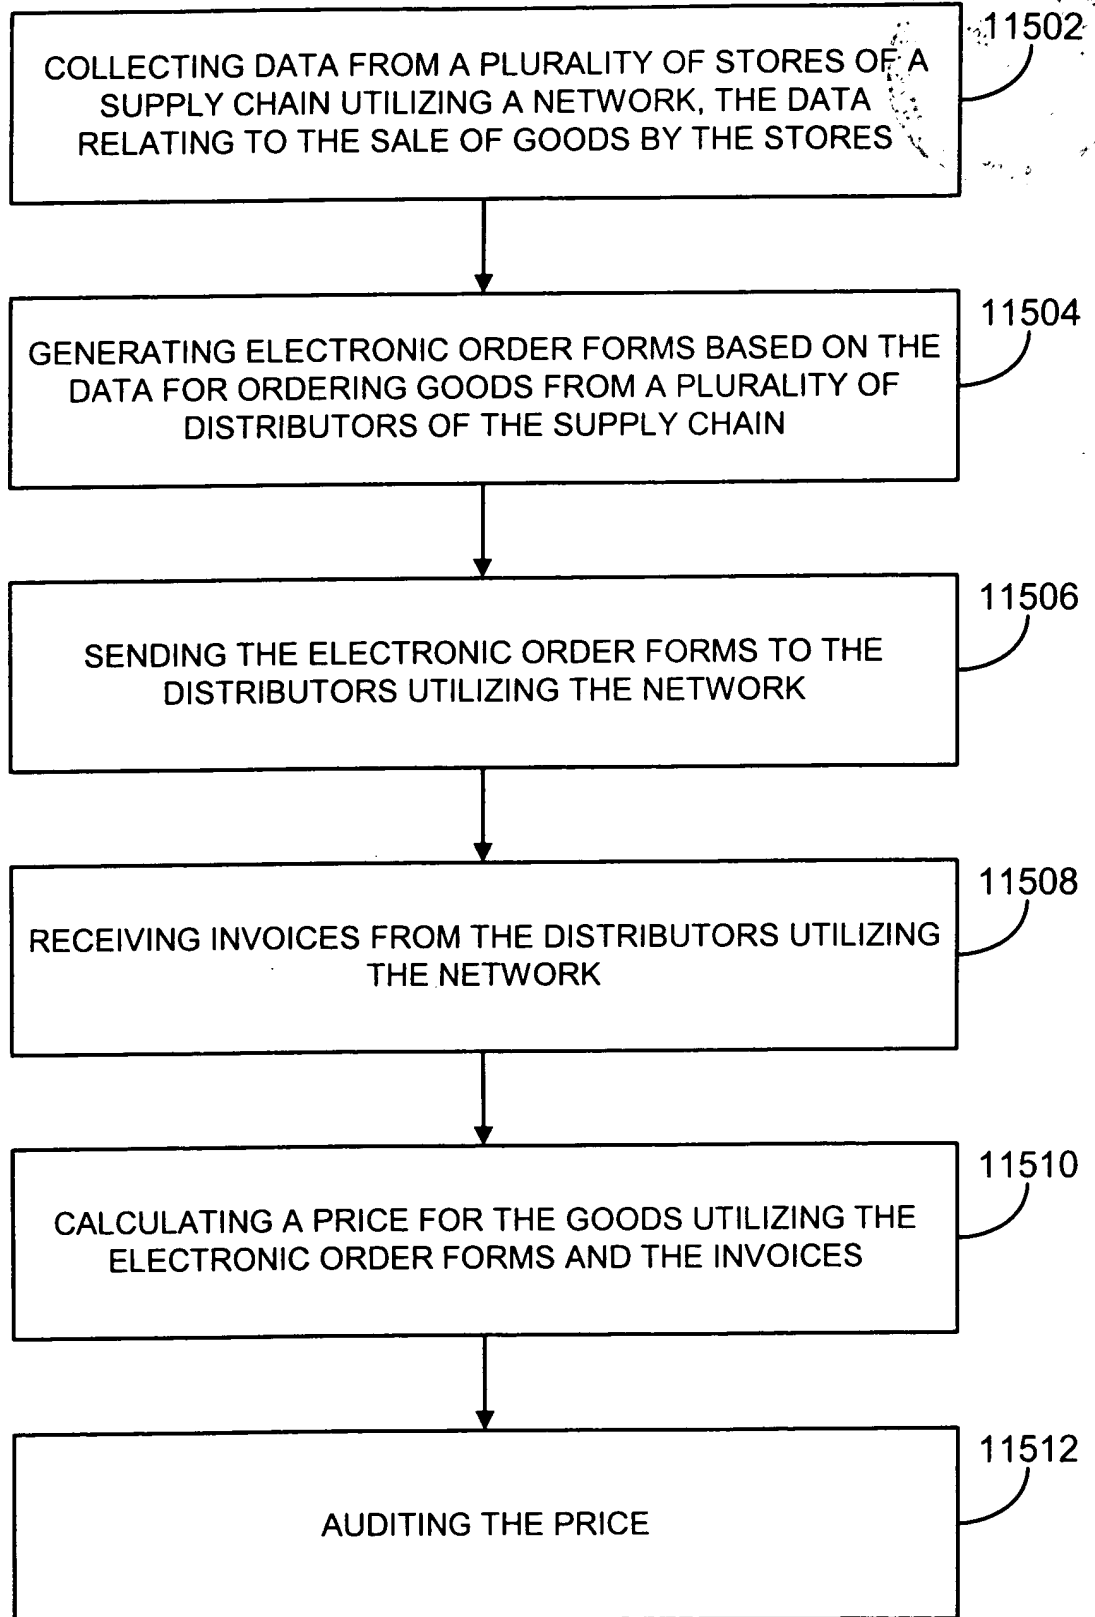 11502
COLLECTING DATA FROM A PLURALITY OF STORES OF A
SUPPLY CHAIN UTILIZING A NETWORK, THE DATA
RELATING TO THE SALE OF GOODS BY THE STORES
11504
GENERATING ELECTRONIC ORDER FORMS BASED ON THE
DATA FOR ORDERING GOODS FROM A PLURALITY OF
DISTRIBUTORS OF THE SUPPLY CHAIN
11506
SENDING THE ELECTRONIC ORDER FORMS TO THE
DISTRIBUTORS UTILIZING THE NETWORK
11508
RECEIVING INVOICES FROM THE DISTRIBUTORS UTILIZING
THE NETWORK
11510
CALCULATING A PRICE FOR THE GOODS UTILIZING THE
ELECTRONIC ORDER FORMS AND THE INVOICES
11512
AUDITING THE PRICE